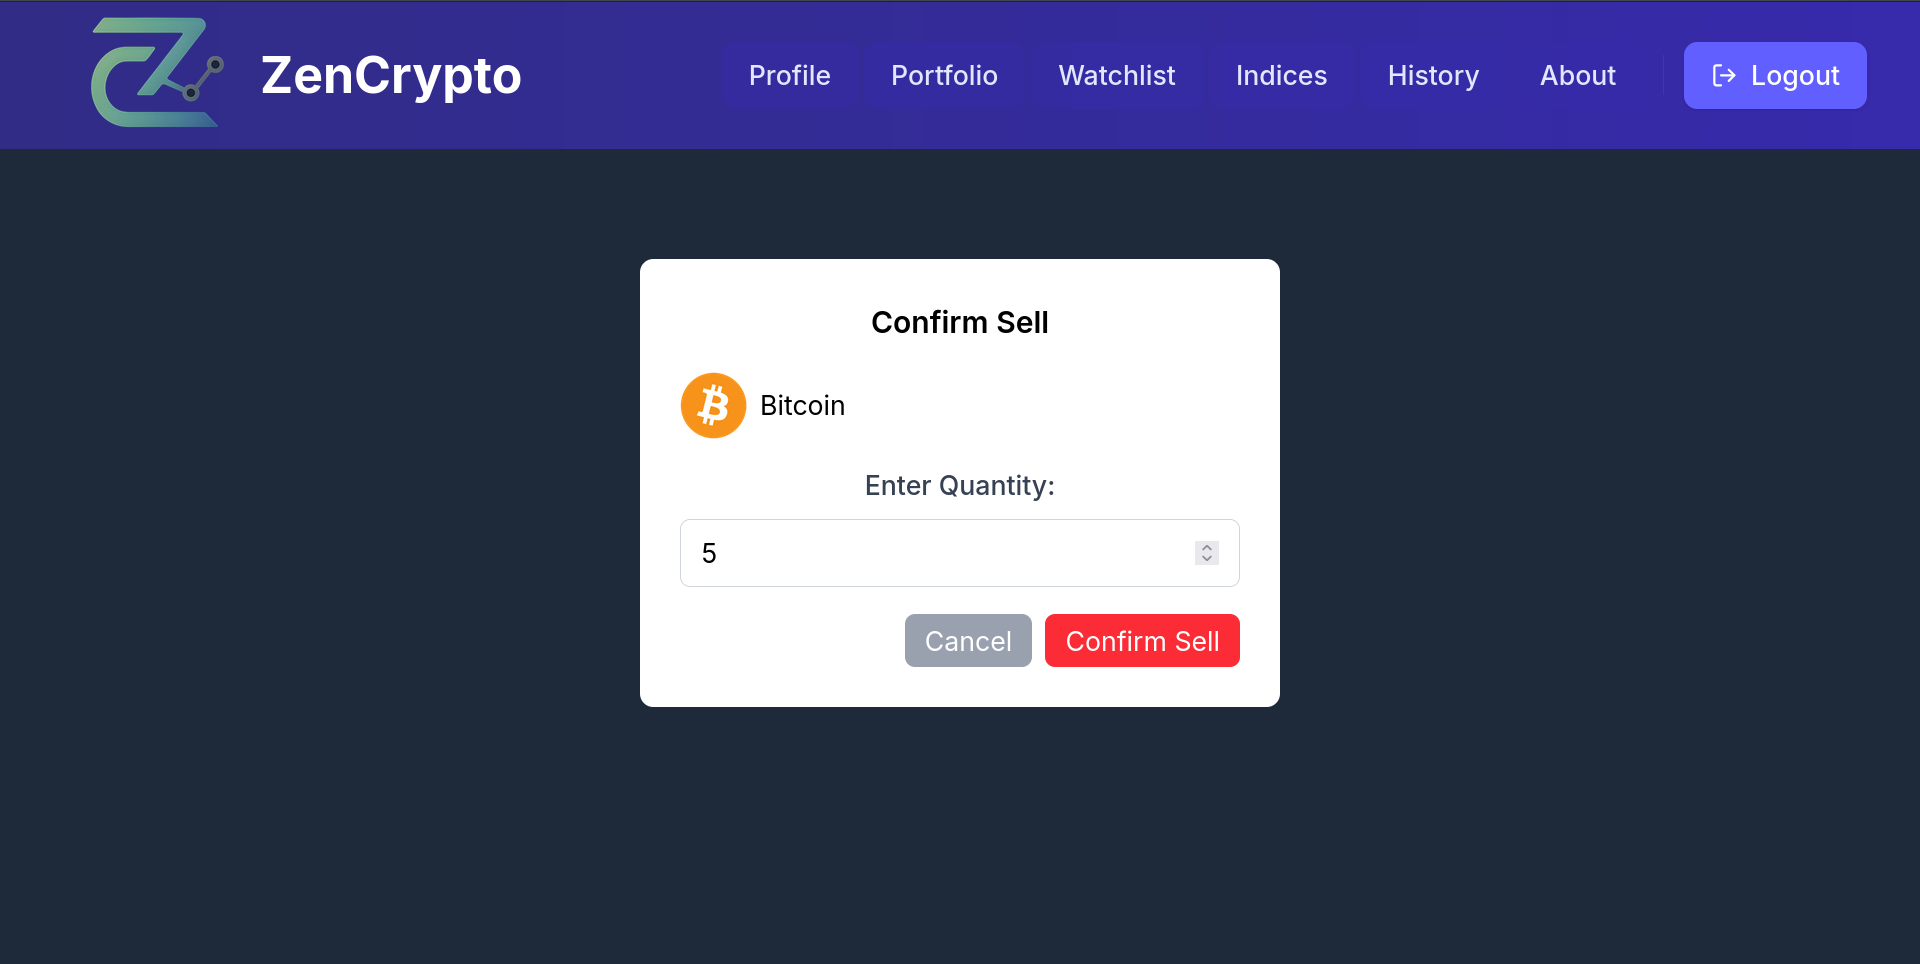 ZenCrypto
Profile Portfolio Watchlist Indices History About Logout
Confirm Sell
Bitcoin
Enter Quantity:
5
Cancel Confirm Sell